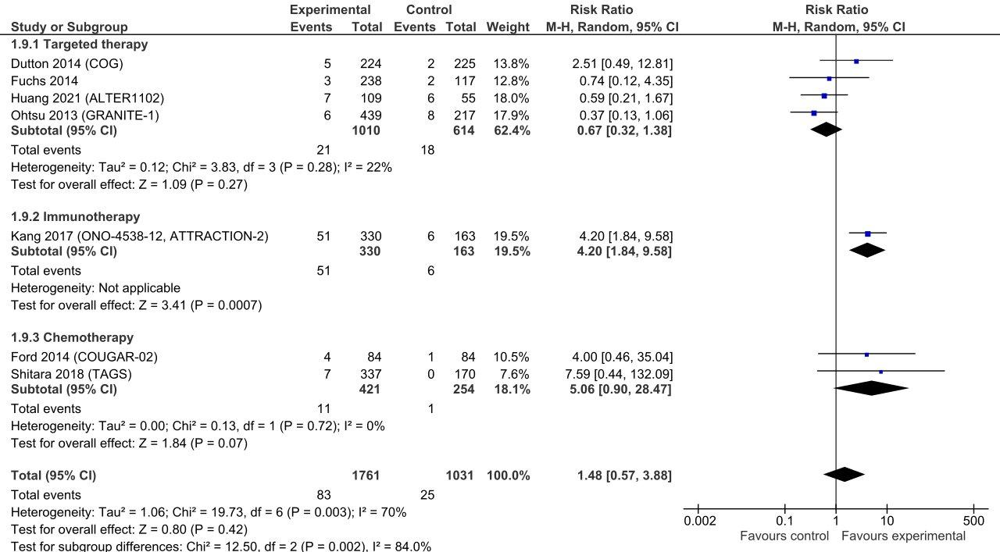 Experimental Control Risk Ratio Risk Ratio
Study or Subgroup Events Total Events Total Weight M-H, Random, 95% CI M-H, Random, 95% CI
1.9.1 Targeted therapy
Dutton 2014 (COG) 5 224 2 225 13.8% 2.51 [0.49, 12.81]
Fuchs 2014 3 238 2 117 12.8% 0.74 [0.12, 4.35]
Huang 2021 (ALTER1102) 7 109 6 55 18.0% 0.59 [0.21, 1.67]
Ohtsu 2013 (GRANITE-1) 6 439 8 217 17.9% 0.37 [0.13, 1.06]
Subtotal (95% CI) 1010 614 62.4% 0.67 [0.32, 1.38]
Total events 21 18
Heterogeneity: Tau² = 0.12; Chi² = 3.83, df = 3 (P = 0.28); I² = 22%
Test for overall effect: Z = 1.09 (P = 0.27)
1.9.2 Immunotherapy
Kang 2017 (ONO-4538-12, ATTRACTION-2) 51 330 6 163 19.5% 4.20 [1.84, 9.58]
Subtotal (95% CI) 330 163 19.5% 4.20 [1.84, 9.58]
Total events 51 6
Heterogeneity: Not applicable
Test for overall effect: Z = 3.41 (P = 0.0007)
1.9.3 Chemotherapy
Ford 2014 (COUGAR-02) 4 84 1 84 10.5% 4.00 [0.46, 35.04]
Shitara 2018 (TAGS) 7 337 0 170 7.6% 7.59 [0.44, 132.09]
Subtotal (95% CI) 421 254 18.1% 5.06 [0.90, 28.47]
Total events 11 1
Heterogeneity: Tau² = 0.00; Chi² = 0.13, df = 1 (P = 0.72); I² = 0%
Test for overall effect: Z = 1.84 (P = 0.07)
Total (95% CI) 1761 1031 100.0% 1.48 [0.57, 3.88]
Total events 83 25
Heterogeneity: Tau² = 1.06; Chi² = 19.73, df = 6 (P = 0.003); I² = 70%
Test for overall effect: Z = 0.80 (P = 0.42)
Test for subgroup differences: Chi² = 12.50, df = 2 (P = 0.002), I² = 84.0%
0.002 0.1 1 10 500
Favours control Favours experimental